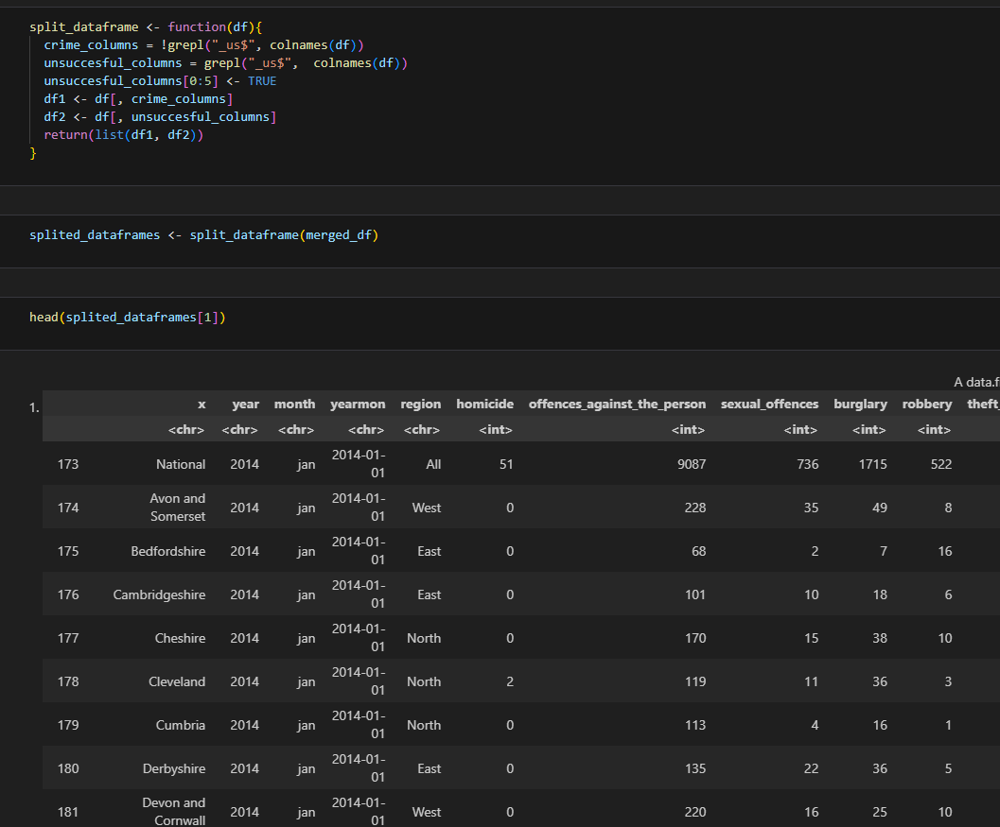 split_dataframe <- function(df){
  crime_columns = !grepl("_us$", colnames(df))
  unsuccesful_columns = grepl("_us$",  colnames(df))
  unsuccesful_columns[0:5] <- TRUE
  df1 <- df[, crime_columns]
  df2 <- df[, unsuccesful_columns]
  return(list(df1, df2))
}
splited_dataframes <- split_dataframe(merged_df)
head(splited_dataframes[1])
A data.f
1.
x year month yearmon region homicide offences_against_the_person sexual_offences burglary robbery theft_
<chr> <chr> <chr> <chr> <chr> <int> <int> <int> <int> <int>
173 National 2014 jan 2014-01-01 All 51 9087 736 1715 522
174 Avon and Somerset 2014 jan 2014-01-01 West 0 228 35 49 8
175 Bedfordshire 2014 jan 2014-01-01 East 0 68 2 7 16
176 Cambridgeshire 2014 jan 2014-01-01 East 0 101 10 18 6
177 Cheshire 2014 jan 2014-01-01 North 0 170 15 38 10
178 Cleveland 2014 jan 2014-01-01 North 2 119 11 36 3
179 Cumbria 2014 jan 2014-01-01 North 0 113 4 16 1
180 Derbyshire 2014 jan 2014-01-01 East 0 135 22 36 5
181 Devon and Cornwall 2014 jan 2014-01-01 West 0 220 16 25 10